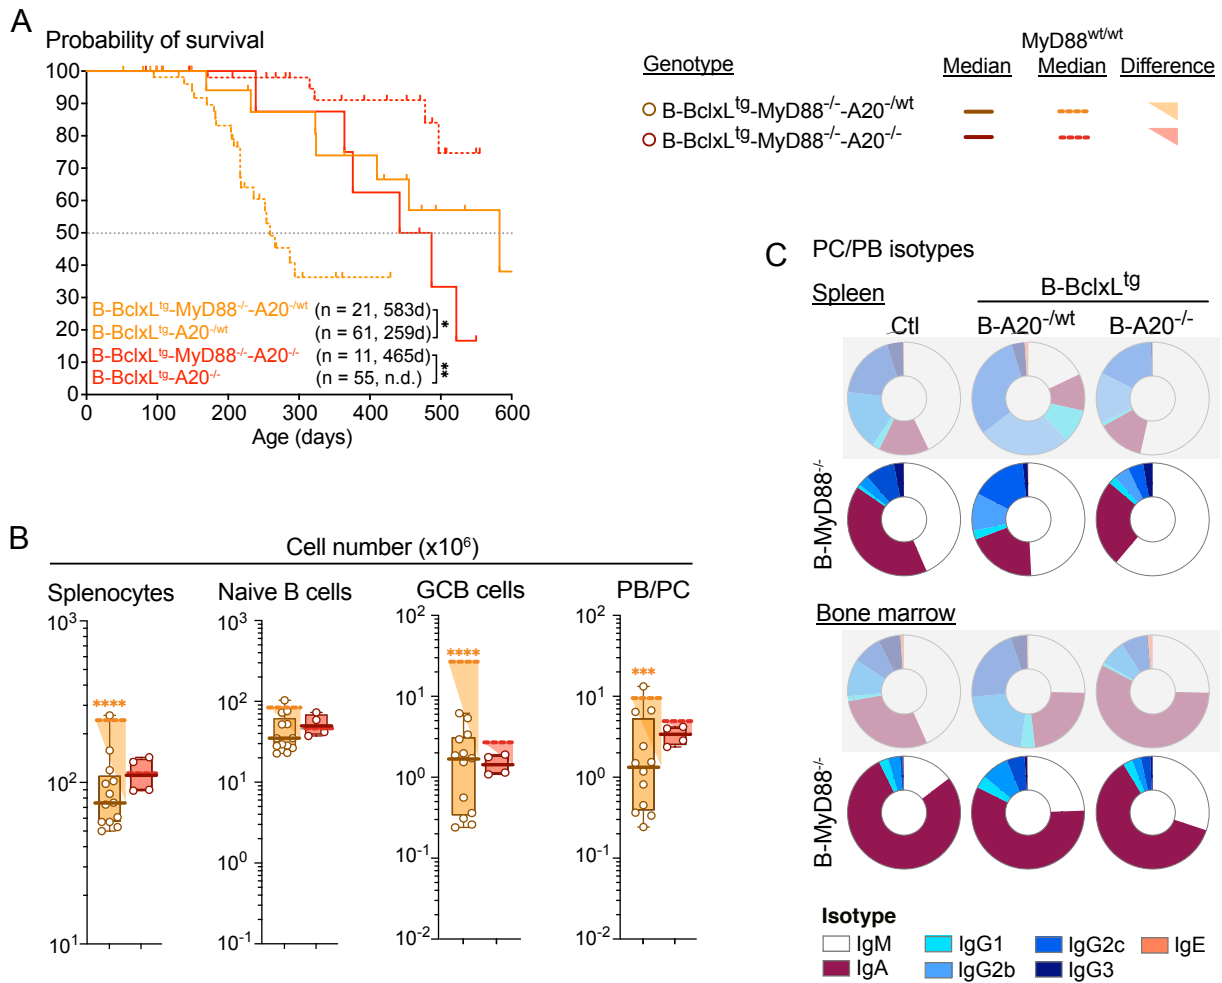 A
Probability of survival
100
90
80
70
60
50
40
30
20
10
0
B-BclxLtg-MyD88-/--A20-/wt (n = 21, 583d)
B-BclxLtg-A20-/wt (n = 61, 259d)
*
B-BclxLtg-MyD88-/--A20-/- (n = 11, 465d)
B-BclxLtg-A20-/- (n = 55, n.d.)
**
0 100 200 300 400 500 600
Age (days)
MyD88wt/wt
Genotype Median Median Difference
B-BclxLtg-MyD88-/--A20-/wt
B-BclxLtg-MyD88-/--A20-/-
B
Cell number (x10⁶)
Splenocytes
10³
10²
10¹
****
Naive B cells
10³
10²
10¹
10⁰
10-¹
GCB cells
10²
10¹
10⁰
10-¹
10-²
****
PB/PC
10²
10¹
10⁰
10-¹
10-²
***
C
PC/PB isotypes
Spleen
B-BclxLtg
Ctl B-A20-/wt B-A20-/-
B-MyD88-/-
Bone marrow
B-MyD88-/-
Isotype
IgM IgG1 IgG2c IgE
IgA IgG2b IgG3